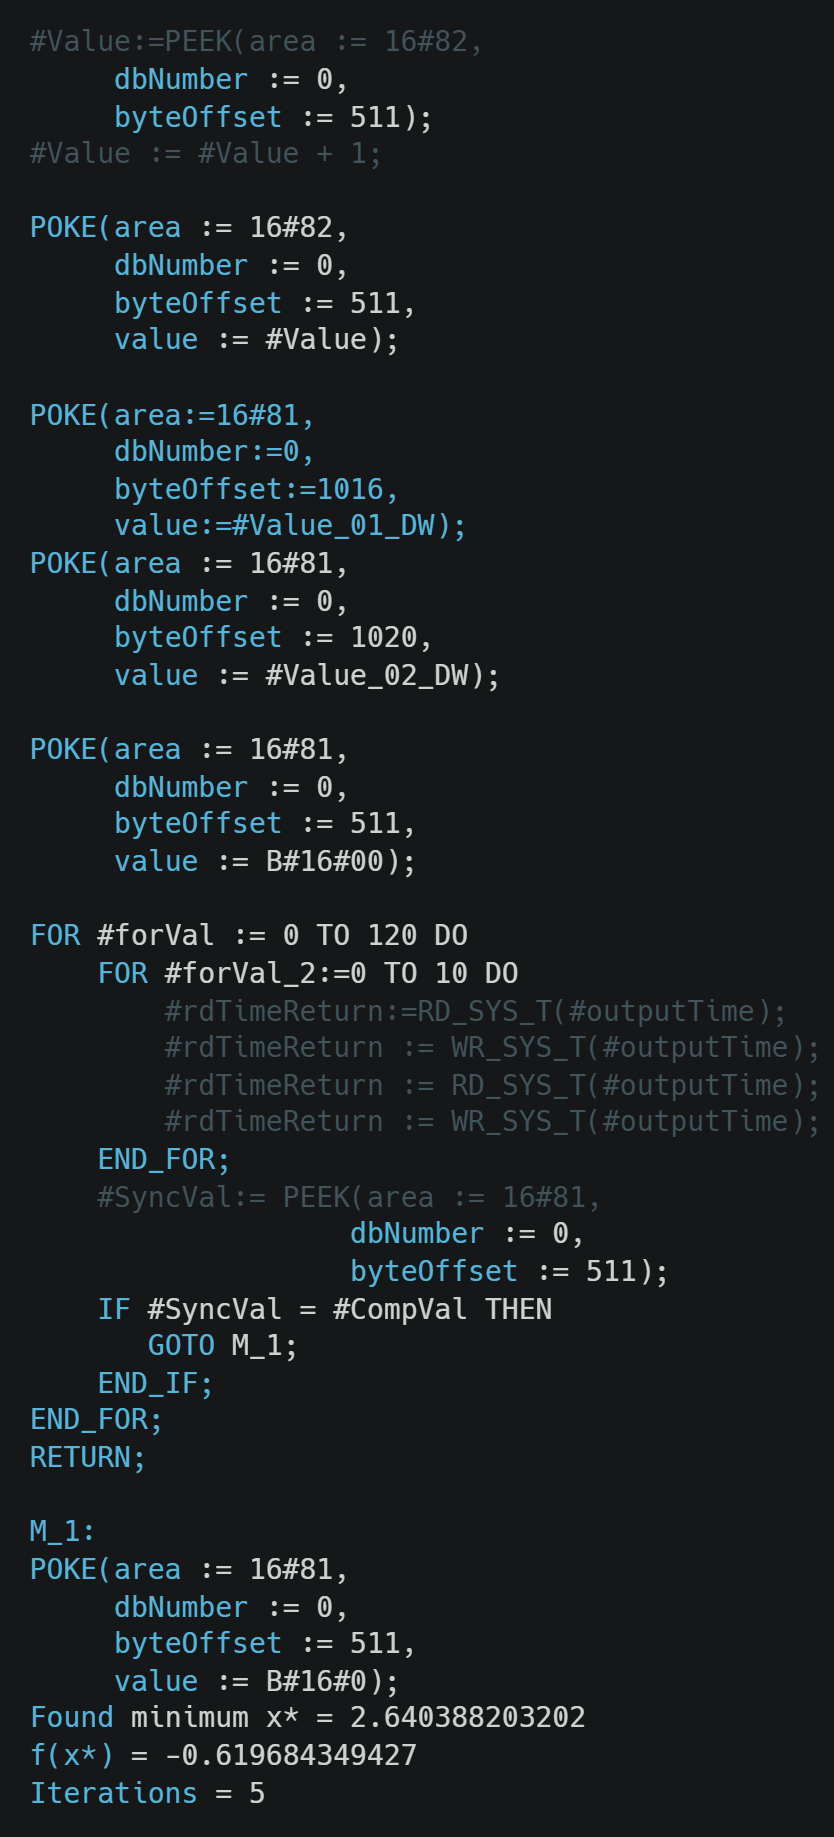 #Value:=PEEK(area := 16#82,
     dbNumber := 0,
     byteOffset := 511);
#Value := #Value + 1;

POKE(area := 16#82,
     dbNumber := 0,
     byteOffset := 511,
     value := #Value);

POKE(area:=16#81,
     dbNumber:=0,
     byteOffset:=1016,
     value:=#Value_01_DW);
POKE(area := 16#81,
     dbNumber := 0,
     byteOffset := 1020,
     value := #Value_02_DW);

POKE(area := 16#81,
     dbNumber := 0,
     byteOffset := 511,
     value := B#16#00);

FOR #forVal := 0 TO 120 DO
    FOR #forVal_2:=0 TO 10 DO
        #rdTimeReturn:=RD_SYS_T(#outputTime);
        #rdTimeReturn := WR_SYS_T(#outputTime);
        #rdTimeReturn := RD_SYS_T(#outputTime);
        #rdTimeReturn := WR_SYS_T(#outputTime);
    END_FOR;
    #SyncVal:= PEEK(area := 16#81,
                   dbNumber := 0,
                   byteOffset := 511);
    IF #SyncVal = #CompVal THEN
       GOTO M_1;
    END_IF;
END_FOR;
RETURN;

M_1:
POKE(area := 16#81,
     dbNumber := 0,
     byteOffset := 511,
     value := B#16#0);
Found minimum x* = 2.640388203202
f(x*) = -0.619684349427
Iterations = 5